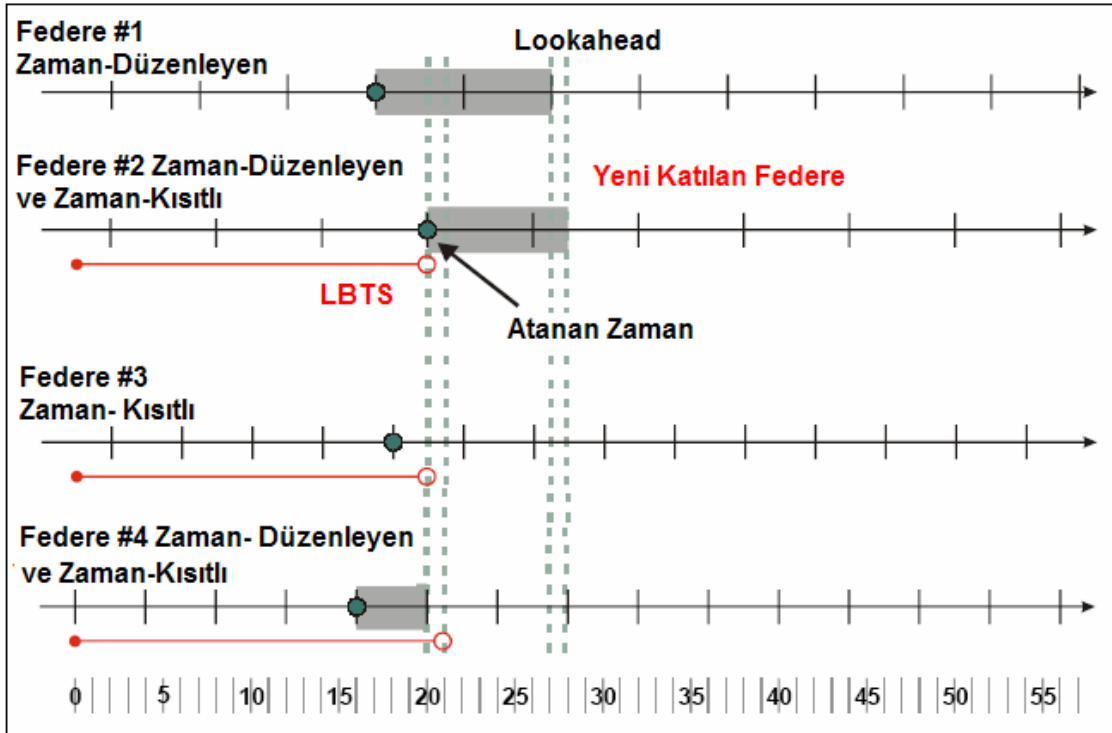 Federe #1
Zaman-Düzenleyen
Lookahead
Federe #2 Zaman-Düzenleyen
ve Zaman-Kısıtlı
Yeni Katılan Federe
LBTS
Atanan Zaman
Federe #3
Zaman- Kısıtlı
Federe #4 Zaman- Düzenleyen
ve Zaman-Kısıtlı
0 5 10 15 20 25 30 35 40 45 50 55